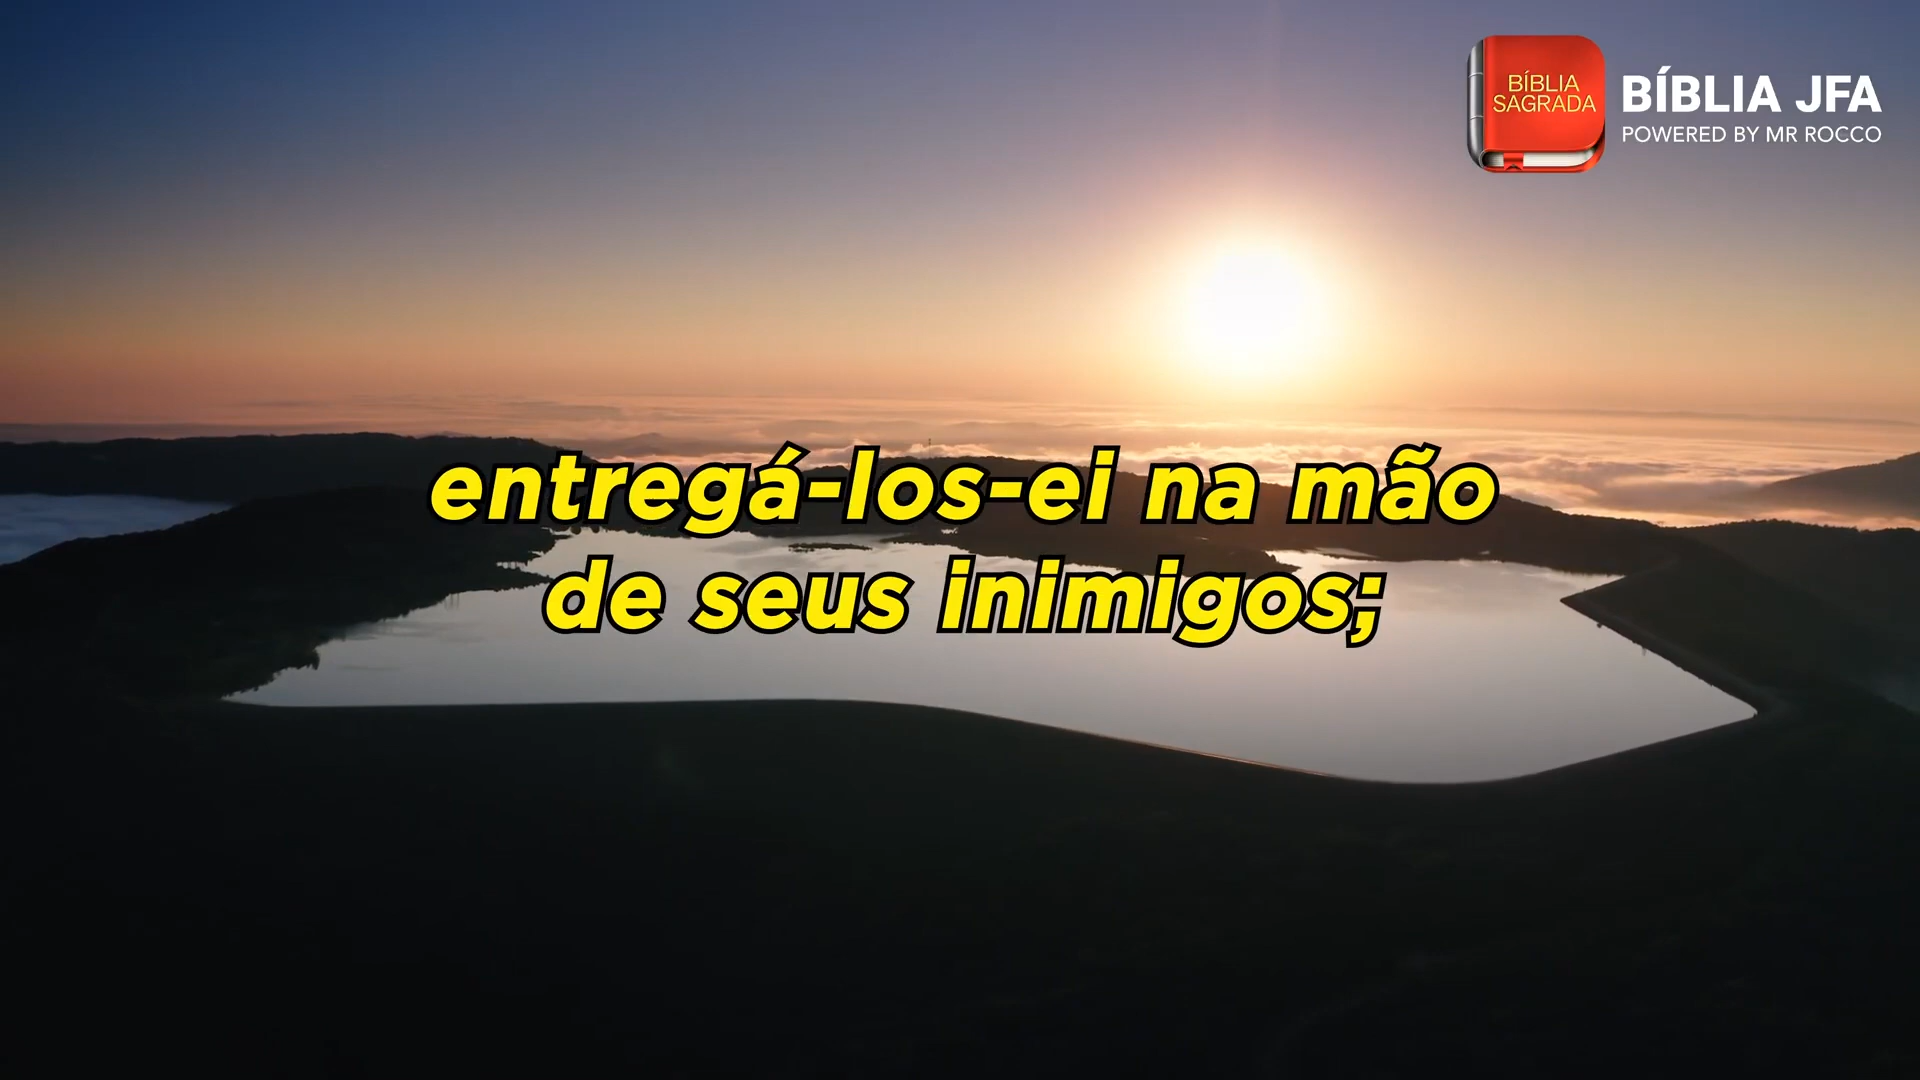 BÍBLIA
SAGRADA
BÍBLIA JFA
POWERED BY MR ROCCO
entregá-los-ei na mão
de seus inimigos;